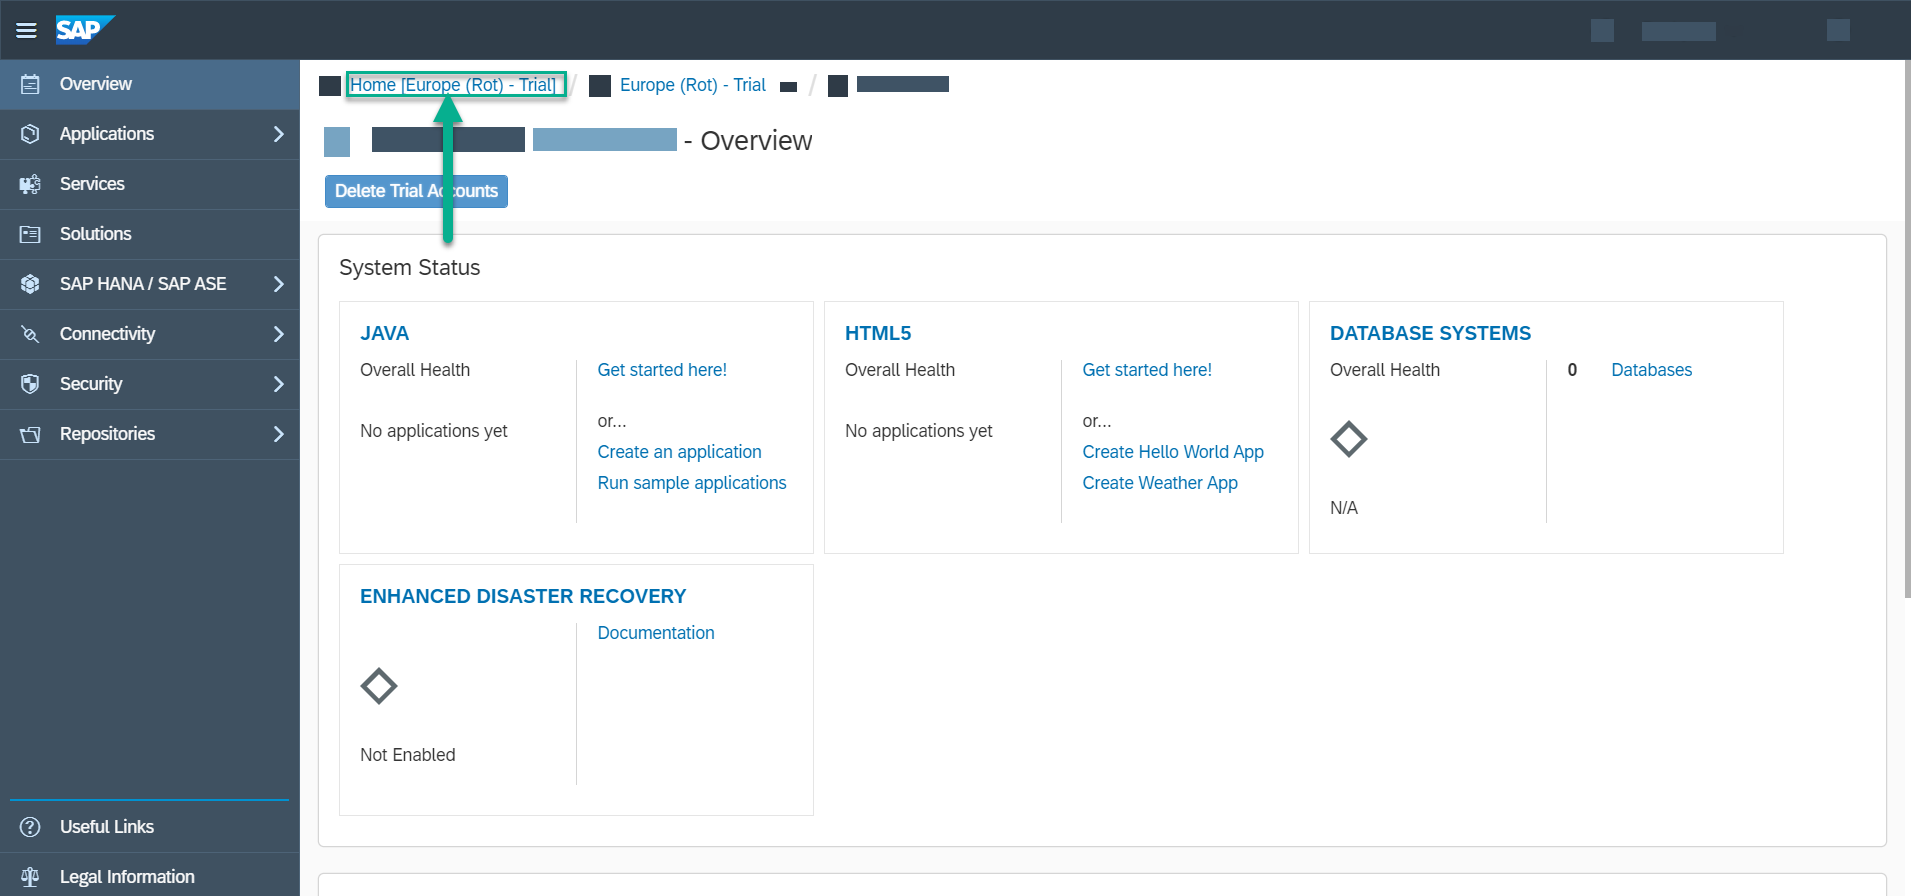 SAP
Overview
Applications
Services
Solutions
SAP HANA / SAP ASE
Connectivity
Security
Repositories
Useful Links
Legal Information
Home [Europe (Rot) - Trial] / Europe (Rot) - Trial /
- Overview
Delete Trial Accounts
System Status
JAVA
Overall Health
No applications yet
Get started here!
or...
Create an application
Run sample applications
HTML5
Overall Health
No applications yet
Get started here!
or...
Create Hello World App
Create Weather App
DATABASE SYSTEMS
Overall Health
N/A
0 Databases
ENHANCED DISASTER RECOVERY
Not Enabled
Documentation